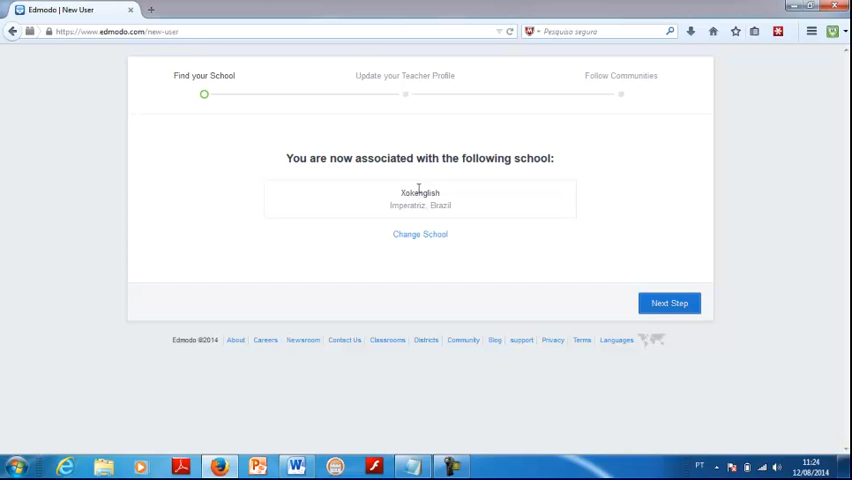 Edmodo | New User
https://www.edmodo.com/new-user
Pesquisa segura
Find your School
Update your Teacher Profile
Follow Communities
You are now associated with the following school:
Xokenglish
Imperatriz, Brazil
Change School
Next Step
Edmodo ©2014 | About | Careers | Newsroom | Contact Us | Classrooms | Districts | Community | Blog | support | Privacy | Terms | Languages
PT
11:24
12/08/2014